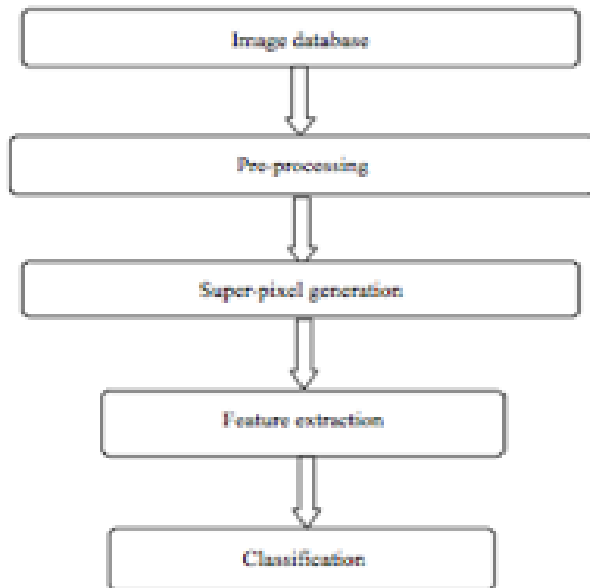 Image database
Pre-processing
Super-pixel generation
Feature extraction
Classification